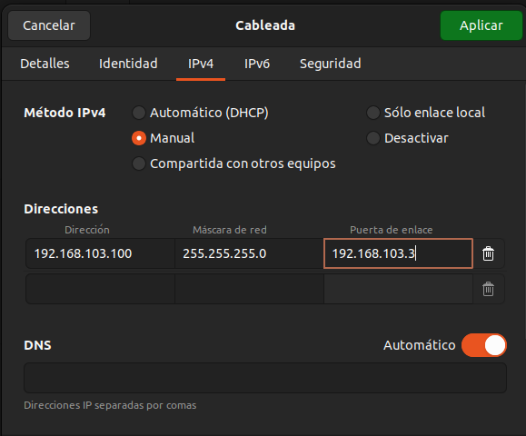 Cancelar Cableada Aplicar
Detalles Identidad IPv4 IPv6 Seguridad
Método IPv4 Automático (DHCP) Sólo enlace local
Manual Desactivar
Compartida con otros equipos
Direcciones
Dirección Máscara de red Puerta de enlace
192.168.103.100 255.255.255.0 192.168.103.3
DNS Automático
Direcciones IP separadas por comas